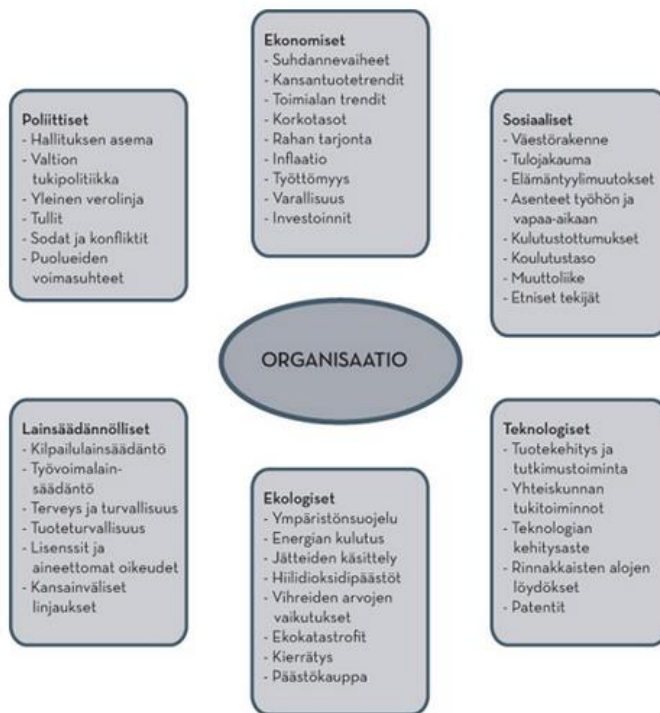 Ekonomiset
- Suhdannevaiheet
- Kansantuotetrendit
- Toimialan trendit
- Korkotasot
- Rahan tarjonta
- Inflaatio
- Työttömyys
- Varallisuus
- Investoinnit
Poliittiset
- Hallituksen asema
- Valtion
tukipolitiikka
- Yleinen verolinja
- Tullit
- Sodat ja konfliktit
- Puolueiden
voimasuhteet
Sosiaaliset
- Väestörakenne
- Tulojakauma
- Elämäntyylimuutokset
- Asenteet työhön ja
vapaa-aikaan
- Kulutustottumukset
- Koulutustaso
- Muuttoliike
- Etniset tekijät
ORGANISAATIO
Lainsäädännölliset
- Kilpailulainsäädäntö
- Työvoimalain-
säädäntö
- Terveys ja turvallisuus
- Tuoteturvallisuus
- Lisenssit ja
aineettomat oikeudet
- Kansainväliset
linjaukset
Ekologiset
- Ympäristönsuojelu
- Energian kulutus
- Jätteiden käsittely
- Hiilidioksidipäästöt
- Vihreiden arvojen
vaikutukset
- Ekokatastrofit
- Kierrätys
- Päästökauppa
Teknologiset
- Tuotekehitys ja
tutkimustoiminta
- Yhteiskunnan
tukitoiminnot
- Teknologian
kehitysaste
- Rinnakkaisten alojen
löydökset
- Patentit